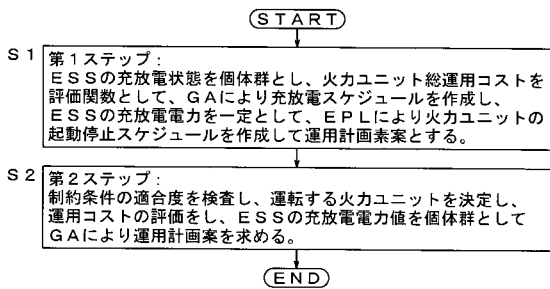 START
S1
第1ステップ：
ESSの充放電状態を個体群とし、火力ユニット総運用コストを
評価関数として、GAにより充放電スケジュールを作成し、
ESSの充放電電力を一定として、EPLにより火力ユニットの
起動停止スケジュールを作成して運用計画素案とする。
S2
第2ステップ：
制約条件の適合度を検査し、運転する火力ユニットを決定し、
運用コストの評価をし、ESSの充放電電力値を個体群として
GAにより運用計画案を求める。
END